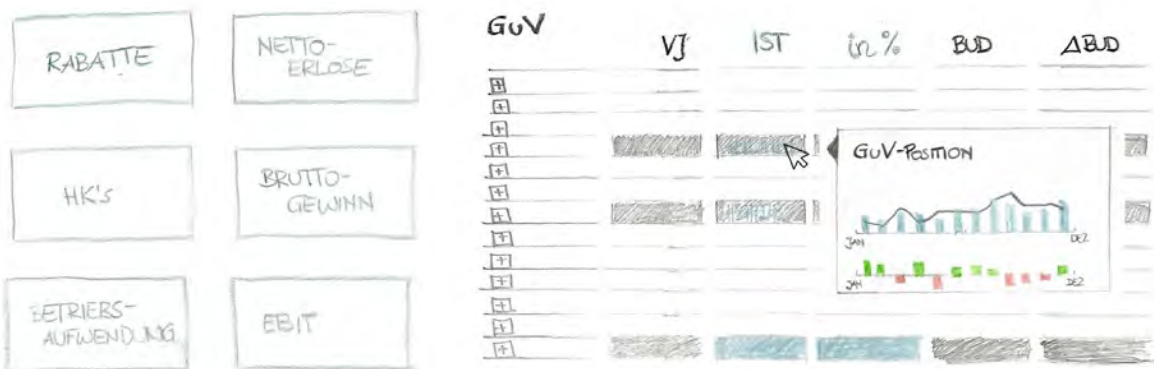 RABATTE
NETTO-
ERLÖSE
HK's
BRUTTO-
GEWINN
BETRIEBS-
AUFWENDUNG
EBIT
GUV
VJ IST in % BUD ΔBUD
GUV-POSITION
JAN DEZ
JAN DEZ